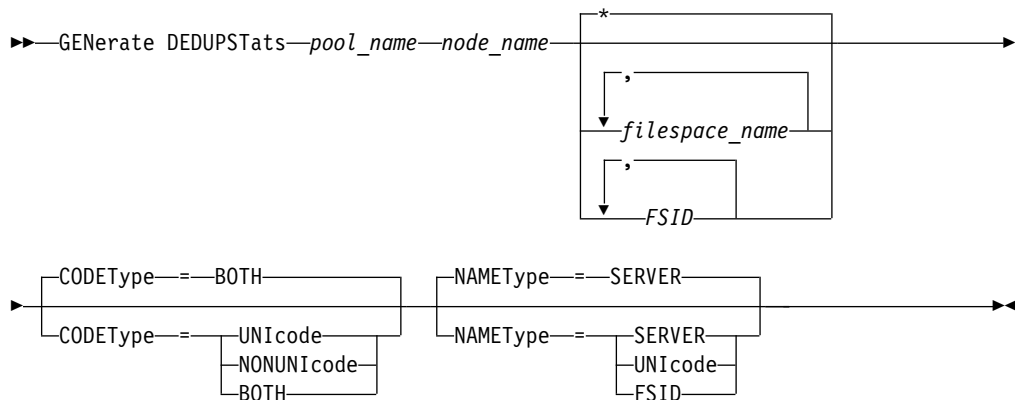 *
GENerate DEDUPSTats pool_name node_name
,
filespace_name
,
FSID
CODEType = BOTH NAMEType = SERVER
CODEType = UNIcode NAMEType = SERVER
NONUNIcode UNIcode
BOTH FSID